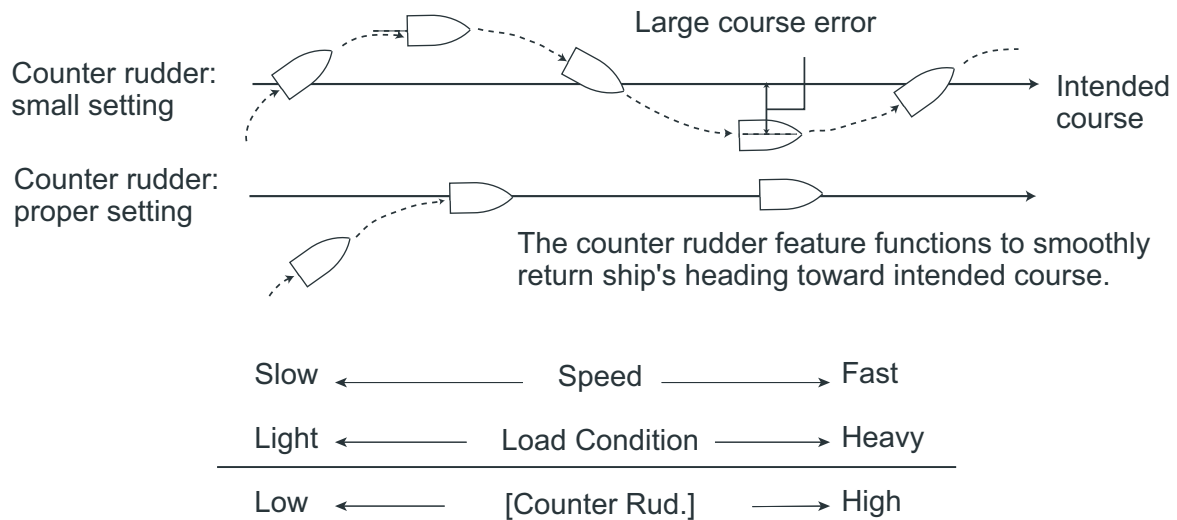 Large course error
Counter rudder:
small setting
Intended
course
Counter rudder:
proper setting
The counter rudder feature functions to smoothly
return ship's heading toward intended course.
Slow Speed Fast
Light Load Condition Heavy
Low [Counter Rud.] High